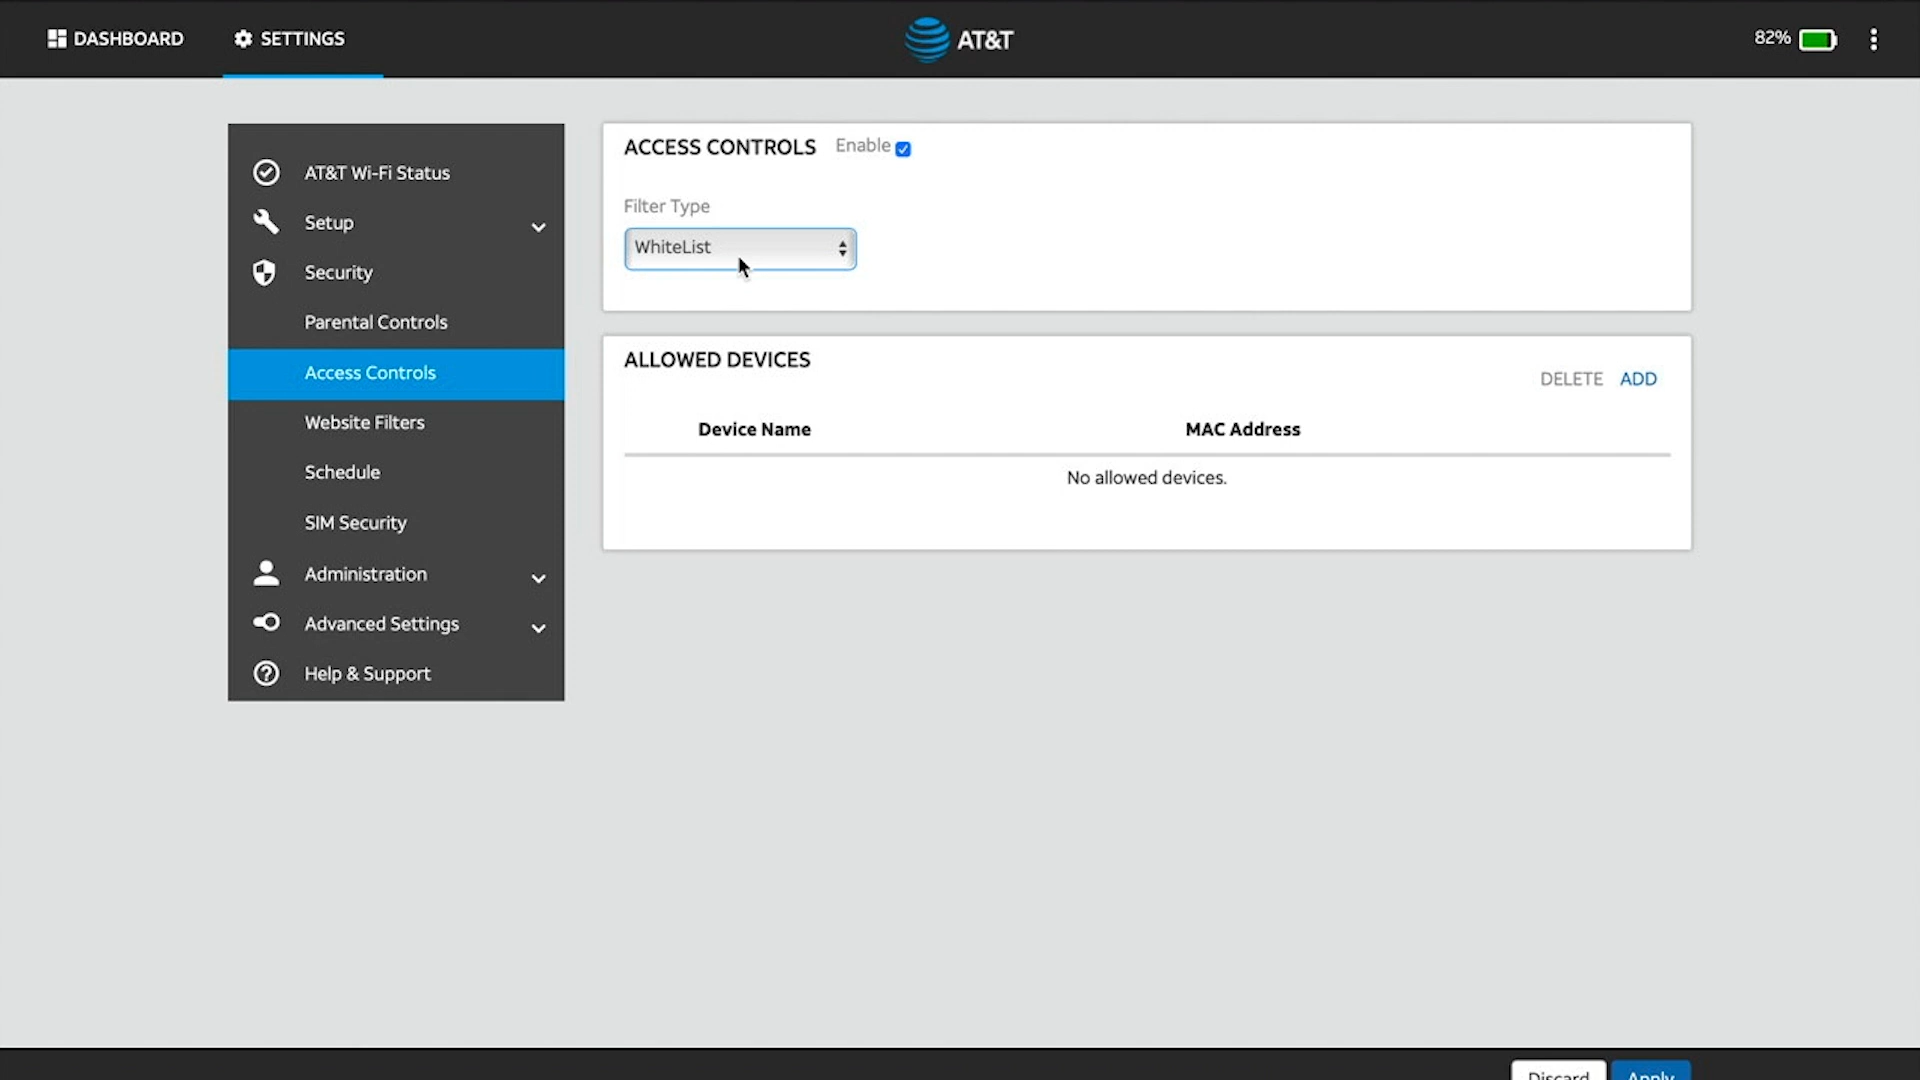 DASHBOARD
SETTINGS
AT&T
82%
AT&T Wi-Fi Status
Setup
Security
Parental Controls
Access Controls
Website Filters
Schedule
SIM Security
Administration
Advanced Settings
Help & Support
ACCESS CONTROLS Enable
Filter Type
WhiteList
ALLOWED DEVICES
DELETE ADD
Device Name MAC Address
No allowed devices.
Discard Apply